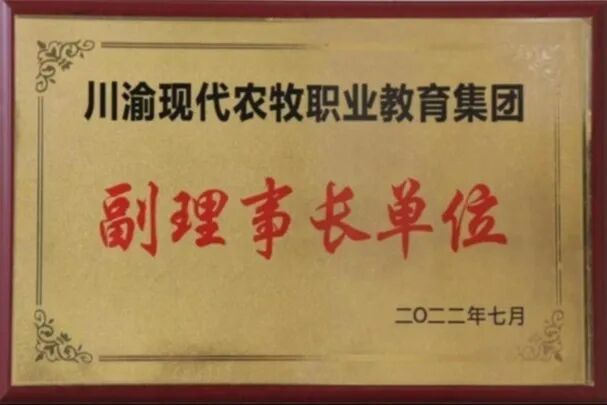 川渝现代农牧职业教育集团
副理事长单位
二〇二二年七月